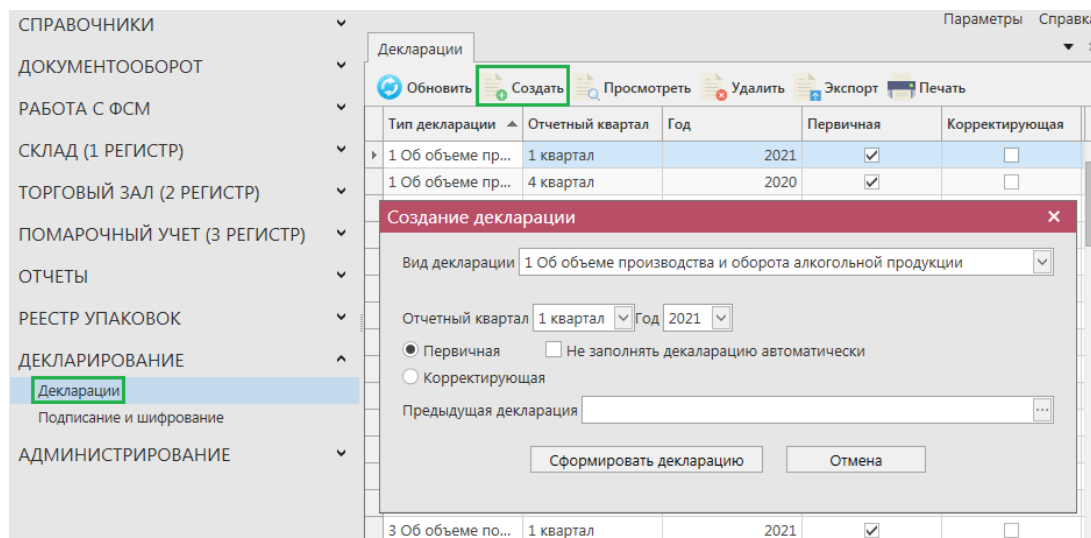 СПРАВОЧНИКИ
ДОКУМЕНТООБОРОТ
РАБОТА С ФСМ
СКЛАД (1 РЕГИСТР)
ТОРГОВЫЙ ЗАЛ (2 РЕГИСТР)
ПОМАРОЧНЫЙ УЧЕТ (3 РЕГИСТР)
ОТЧЕТЫ
РЕЕСТР УПАКОВОК
ДЕКЛАРИРОВАНИЕ
Декларации
Подписание и шифрование
АДМИНИСТРИРОВАНИЕ
Параметры Справка
Декларации
Обновить Создать Просмотреть Удалить Экспорт Печать
Тип декларации Отчетный квартал Год Первичная Корректирующая
1 Об объеме пр... 1 квартал 2021
1 Об объеме пр... 4 квартал 2020
Создание декларации
Вид декларации 1 Об объеме производства и оборота алкогольной продукции
Отчетный квартал 1 квартал Год 2021
Первичная Не заполнять декаларацию автоматически
Корректирующая
Предыдущая декларация ...
Сформировать декларацию Отмена
3 Об объеме по... 1 квартал 2021